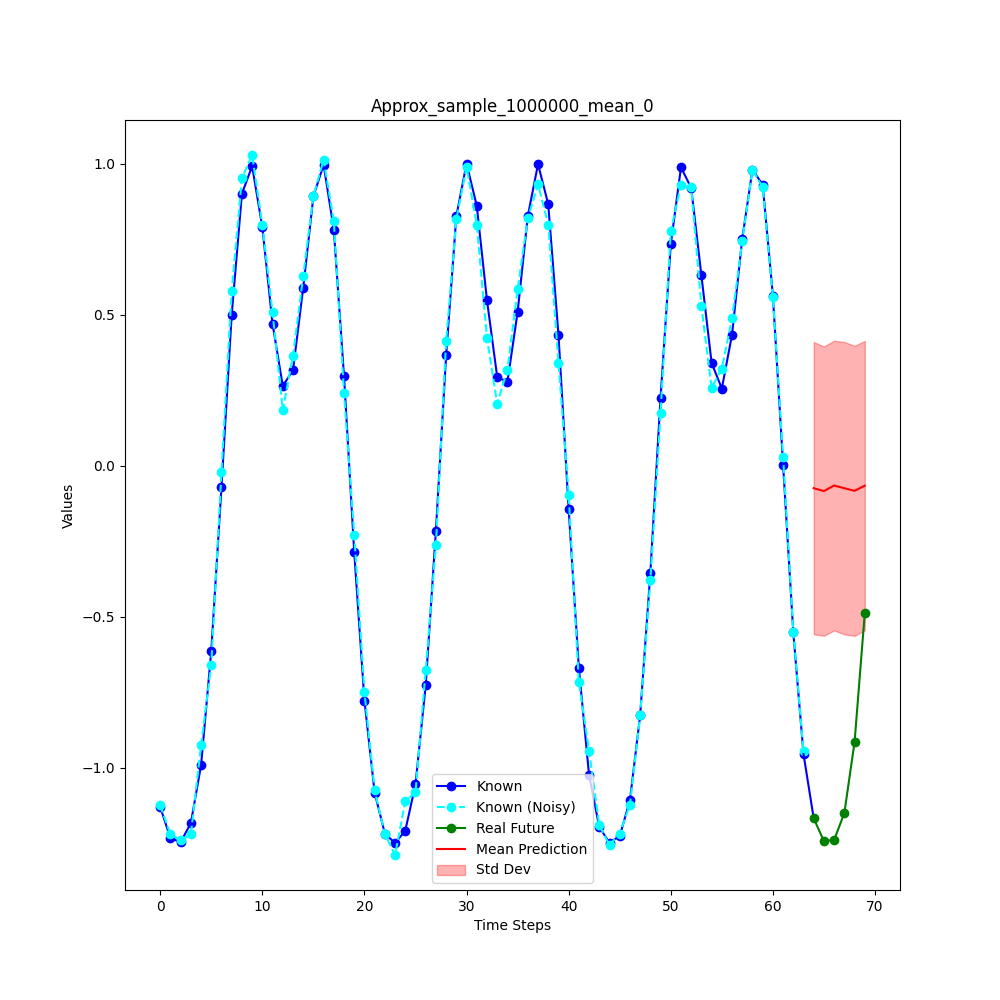 Approx_sample_1000000_mean_0
Values
1.0
0.5
0.0
−0.5
−1.0
Known
Known (Noisy)
Real Future
Mean Prediction
Std Dev
0 10 20 30 40 50 60 70
Time Steps